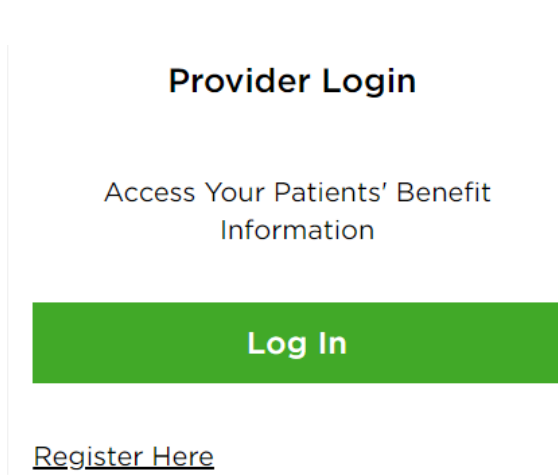 Provider Login
Access Your Patients' Benefit
Information
Log In
Register Here